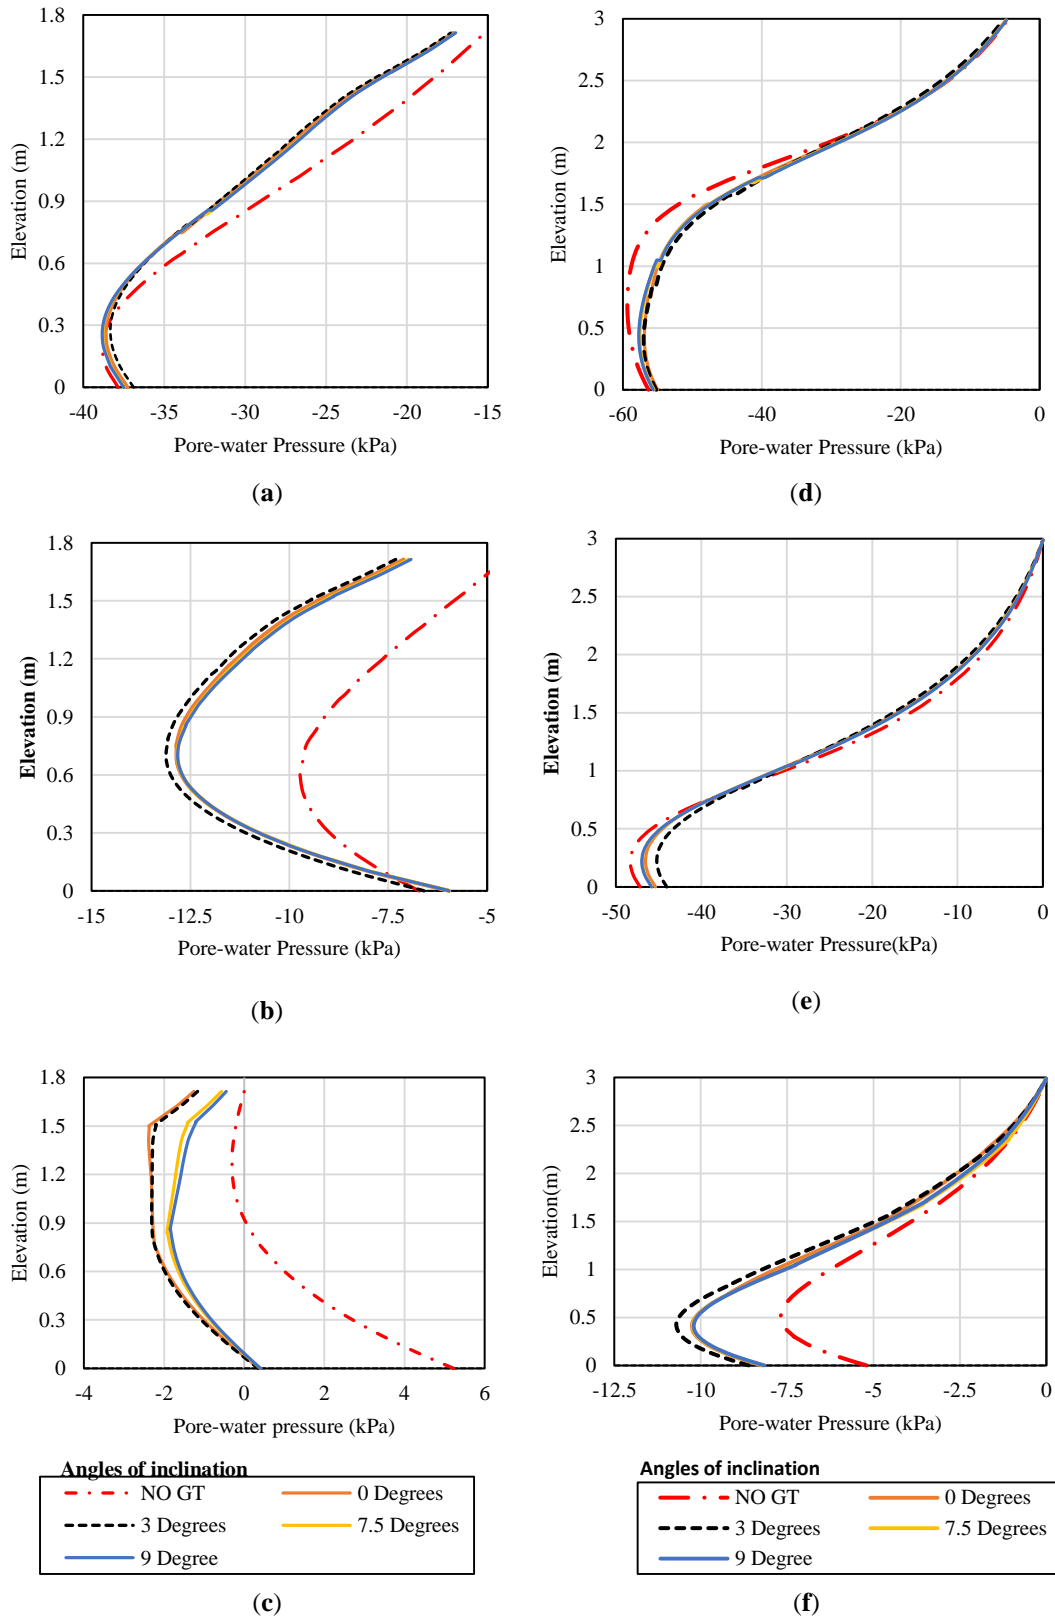 1.8
1.5
1.2
0.9
0.6
0.3
0
Elevation (m)
-40 -35 -30 -25 -20 -15
Pore-water Pressure (kPa)
(a)
3
2.5
2
1.5
1
0.5
0
Elevation (m)
-60 -40 -20 0
Pore-water Pressure (kPa)
(d)
1.8
1.5
1.2
0.9
0.6
0.3
0
Elevation (m)
-15 -12.5 -10 -7.5 -5
Pore-water Pressure (kPa)
(b)
3
2.5
2
1.5
1
0.5
0
Elevation (m)
-50 -40 -30 -20 -10 0
Pore-water Pressure(kPa)
(e)
1.8
1.5
1.2
0.9
0.6
0.3
0
Elevation (m)
-4 -2 0 2 4 6
Pore-water pressure (kPa)
Angles of inclination
NO GT 0 Degrees
3 Degrees 7.5 Degrees
9 Degree
(c)
3
2.5
2
1.5
1
0.5
0
Elevation(m)
-12.5 -10 -7.5 -5 -2.5 0
Pore-water Pressure (kPa)
Angles of inclination
NO GT 0 Degrees
3 Degrees 7.5 Degrees
9 Degree
(f)